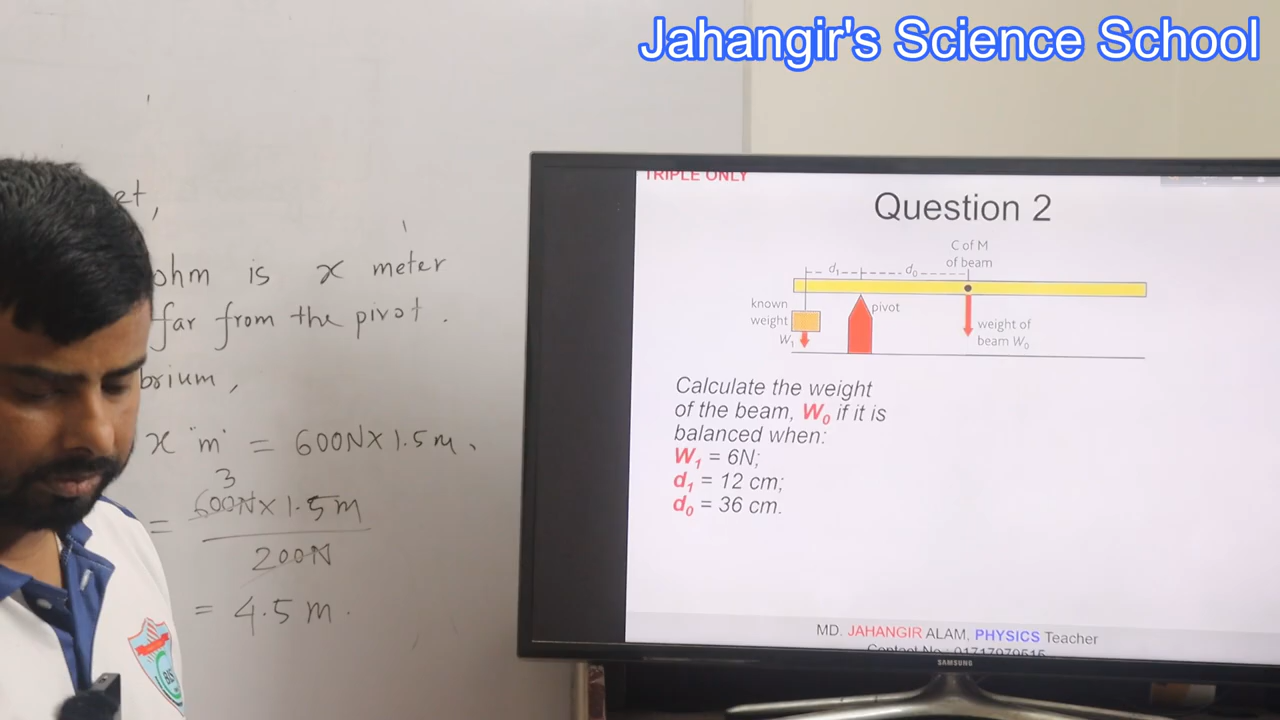 Jahangir's Science School
ohm is x meter
far from the pivot.
x "m" = 600N×1.5m.
3
= 600N×1.5m
200N
= 4.5m.
TRIPLE ONLY
Question 2
C of M
of beam
d₁
d₀
known
weight
W₁
pivot
weight of
beam W₀
Calculate the weight
of the beam, W₀ if it is
balanced when:
W₁ = 6N;
d₁ = 12 cm;
d₀ = 36 cm.
MD. JAHANGIR ALAM, PHYSICS Teacher
SAMSUNG